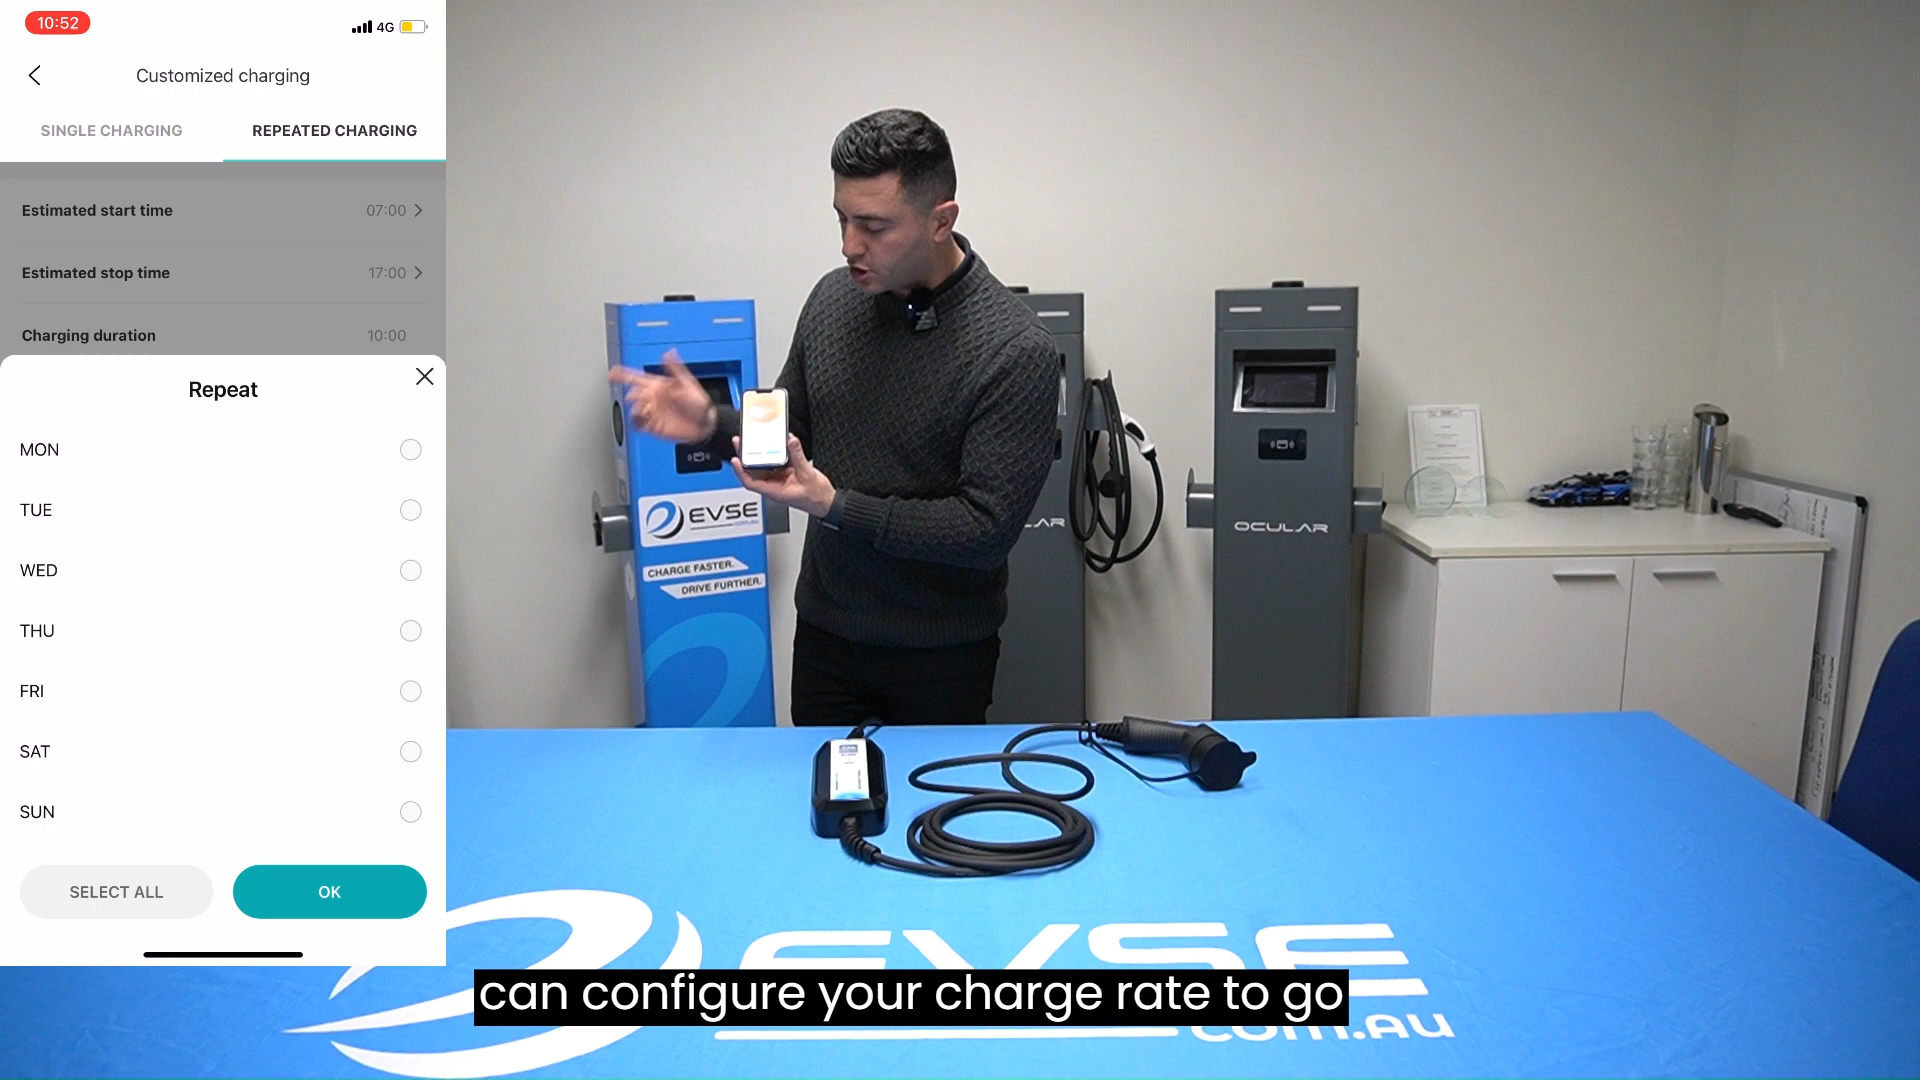 10:52
4G
Customized charging
SINGLE CHARGING
REPEATED CHARGING
Estimated start time
07:00
Estimated stop time
17:00
Charging duration
10:00
Repeat
MON
TUE
WED
THU
FRI
SAT
SUN
SELECT ALL
OK
EVSE
CHARGE FASTER.
DRIVE FURTHER.
LAR
OCULAR
EVSE
com.au
can configure your charge rate to go